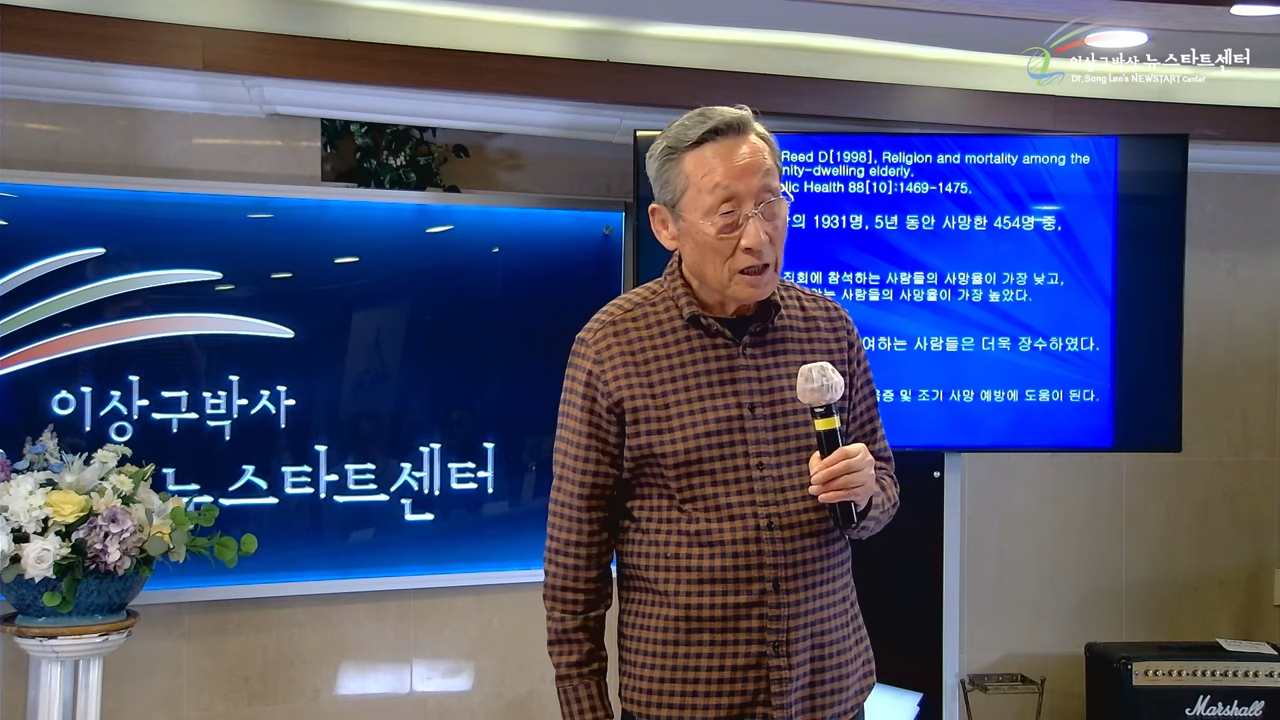 이상구박사 뉴스타트센터
Dr. Sang Lee's NEWSTART Center
Reed D[1998], Religion and mortality among the
nity-dwelling elderly.
lic Health 88[10]:1469-1475.
의 1931명, 5년 동안 사망한 454명 중,
집회에 참석하는 사람들의 사망율이 가장 낮고,
사람들의 사망율이 가장 높았다.
여하는 사람들은 더욱 장수하였다.
및 조기 사망 예방에 도움이 된다.
이상구박사
뉴스타트센터
Marshall